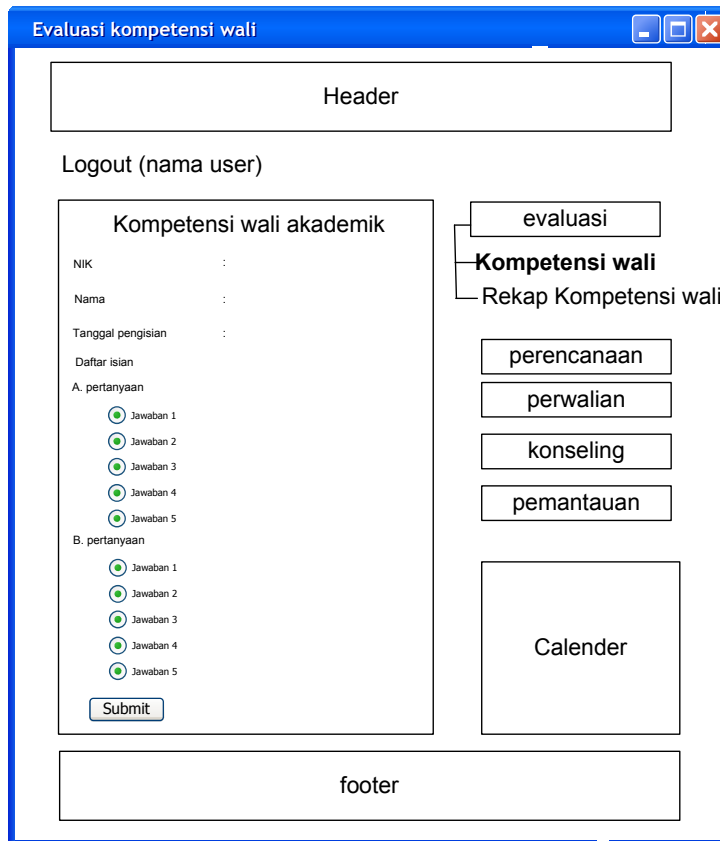 Evaluasi kompetensi wali
Header
Logout (nama user)
Kompetensi wali akademik
NIK :
Nama :
Tanggal pengisian :
Daftar isian
A. pertanyaan
Jawaban 1
Jawaban 2
Jawaban 3
Jawaban 4
Jawaban 5
B. pertanyaan
Jawaban 1
Jawaban 2
Jawaban 3
Jawaban 4
Jawaban 5
Submit
evaluasi
Kompetensi wali
Rekap Kompetensi wali
perencanaan
perwalian
konseling
pemantauan
Calender
footer